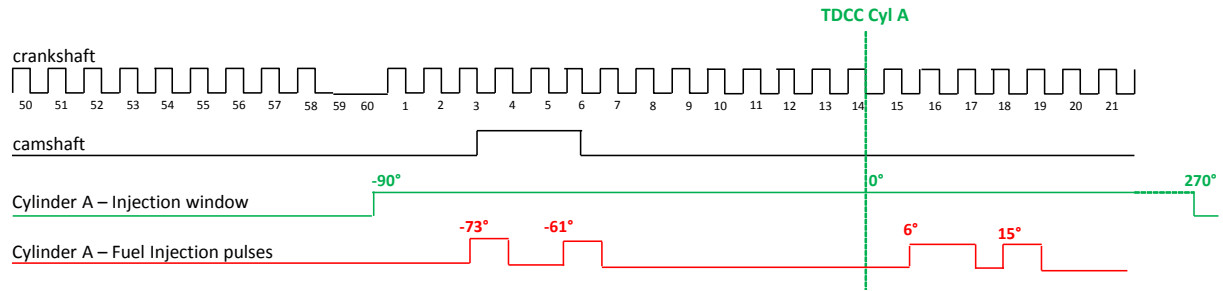 TDCC Cyl A
crankshaft
50 51 52 53 54 55 56 57 58 59 60 1 2 3 4 5 6 7 8 9 10 11 12 13 14 15 16 17 18 19 20 21
camshaft
-90° 0° 270°
Cylinder A – Injection window
-73° -61° 6° 15°
Cylinder A – Fuel Injection pulses